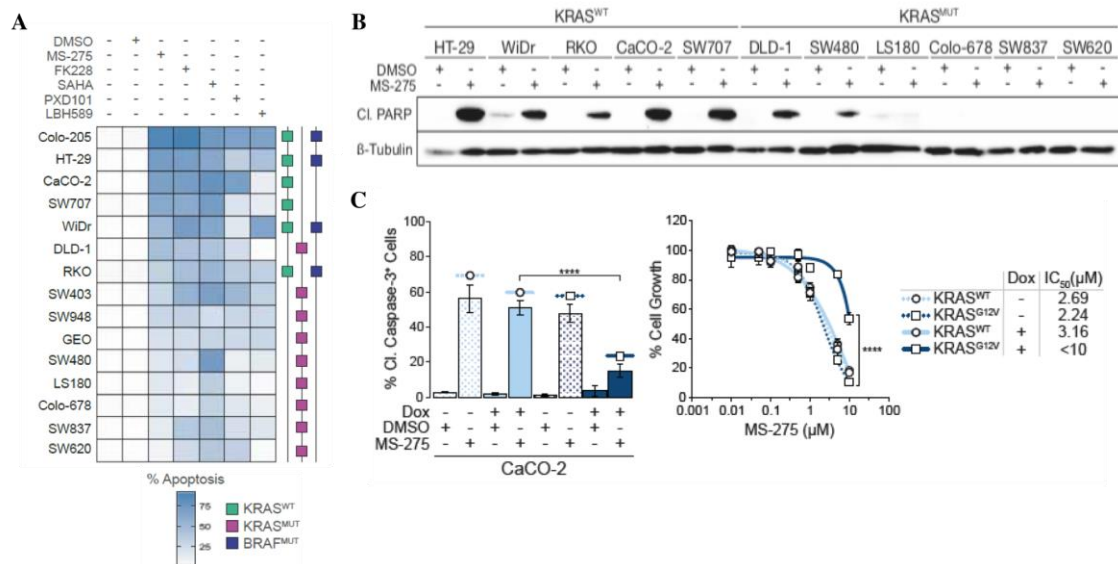 A
DMSO - + - - - - -
MS-275 - - + - - - -
FK228 - - - + - - -
SAHA - - - - + - -
PXD101 - - - - - + -
LBH589 - - - - - - +
Colo-205
HT-29
CaCO-2
SW707
WiDr
DLD-1
RKO
SW403
SW948
GEO
SW480
LS180
Colo-678
SW837
SW620
% Apoptosis
75
50
25
KRASWT
KRASMUT
BRAFMUT
B
KRASWT KRASMUT
HT-29 WiDr RKO CaCO-2 SW707 DLD-1 SW480 LS180 Colo-678 SW837 SW620
DMSO + - + - + - + - + - + - + - + - + - + - + -
MS-275 - + - + - + - + - + - + - + - + - + - + - +
Cl. PARP
ß-Tubulin
C
% Cl. Caspase-3+ Cells
100
80
60
40
20
0
****
Dox - - + + - - + +
DMSO + - + - + - + -
MS-275 - + - + - + - +
CaCO-2
% Cell Growth
120
100
80
60
40
20
0
0.001 0.01 0.1 1 10 100
MS-275 (µM)
****
Dox IC50(µM)
KRASWT - 2.69
KRASG12V - 2.24
KRASWT + 3.16
KRASG12V + <10